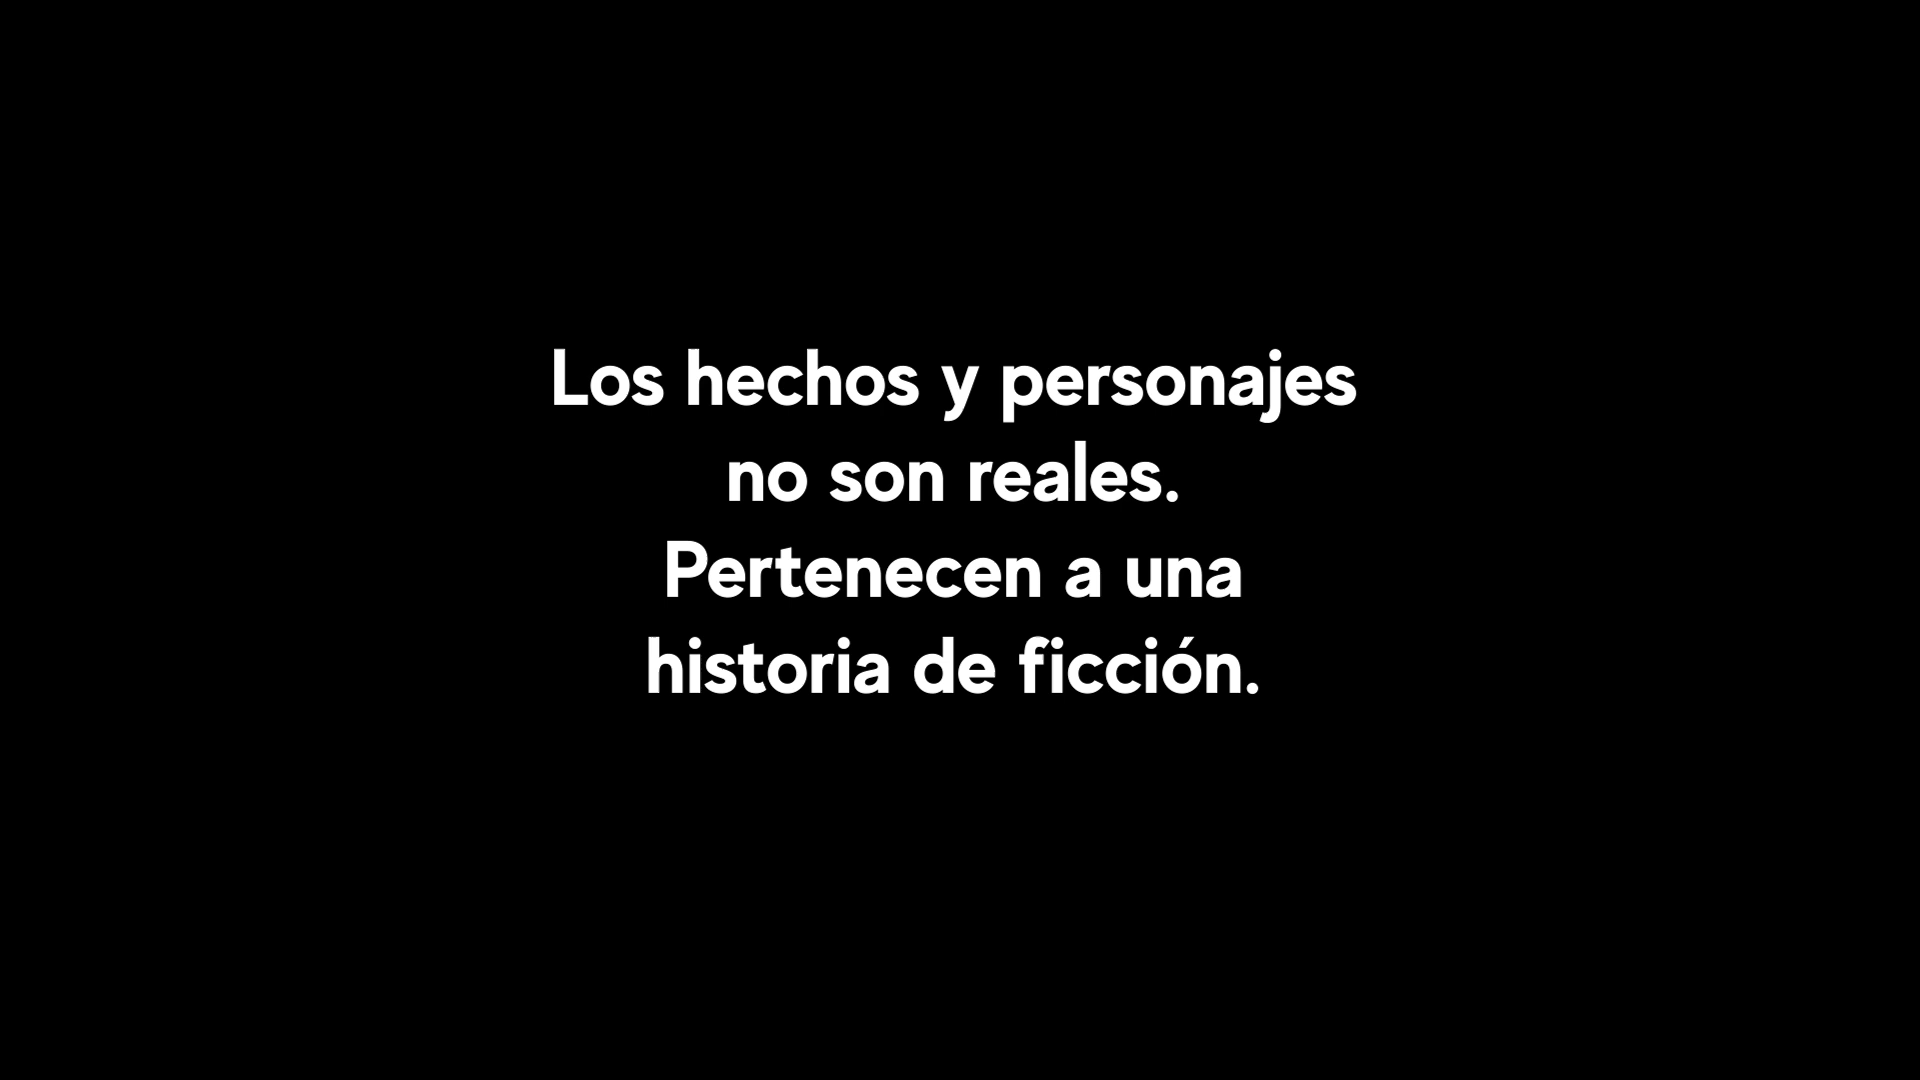 Los hechos y personajes
no son reales.
Pertenecen a una
historia de ficción.